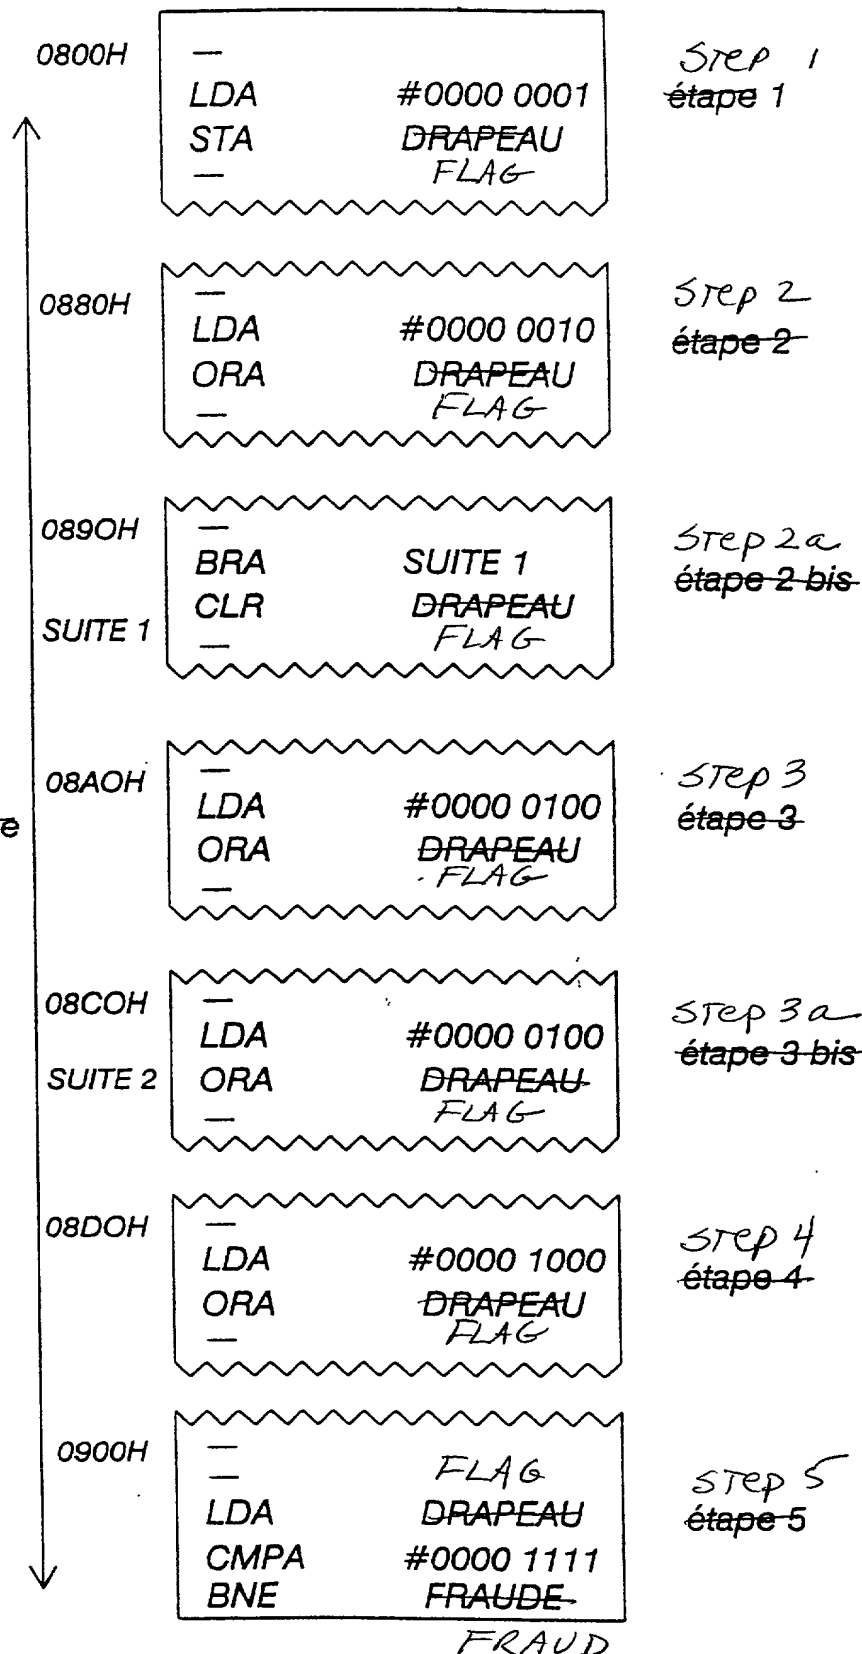 0800H
—
Step 1
LDA #0000 0001
étape 1
STA DRAPEAU
— FLAG
0880H
—
Step 2
LDA #0000 0010
étape 2
ORA DRAPEAU
— FLAG
089OH
—
Step 2a
BRA SUITE 1
étape 2 bis
CLR DRAPEAU
SUITE 1
— FLAG
08AOH
—
Step 3
LDA #0000 0100
étape 3
e
ORA DRAPEAU
— FLAG
08COH
—
Step 3a
LDA #0000 0100
étape 3 bis
SUITE 2 ORA DRAPEAU
— FLAG
08DOH
—
Step 4
LDA #0000 1000
étape 4
ORA DRAPEAU
— FLAG
0900H
—
— FLAG
Step 5
LDA DRAPEAU
étape 5
CMPA #0000 1111
BNE FRAUDE
FRAUD